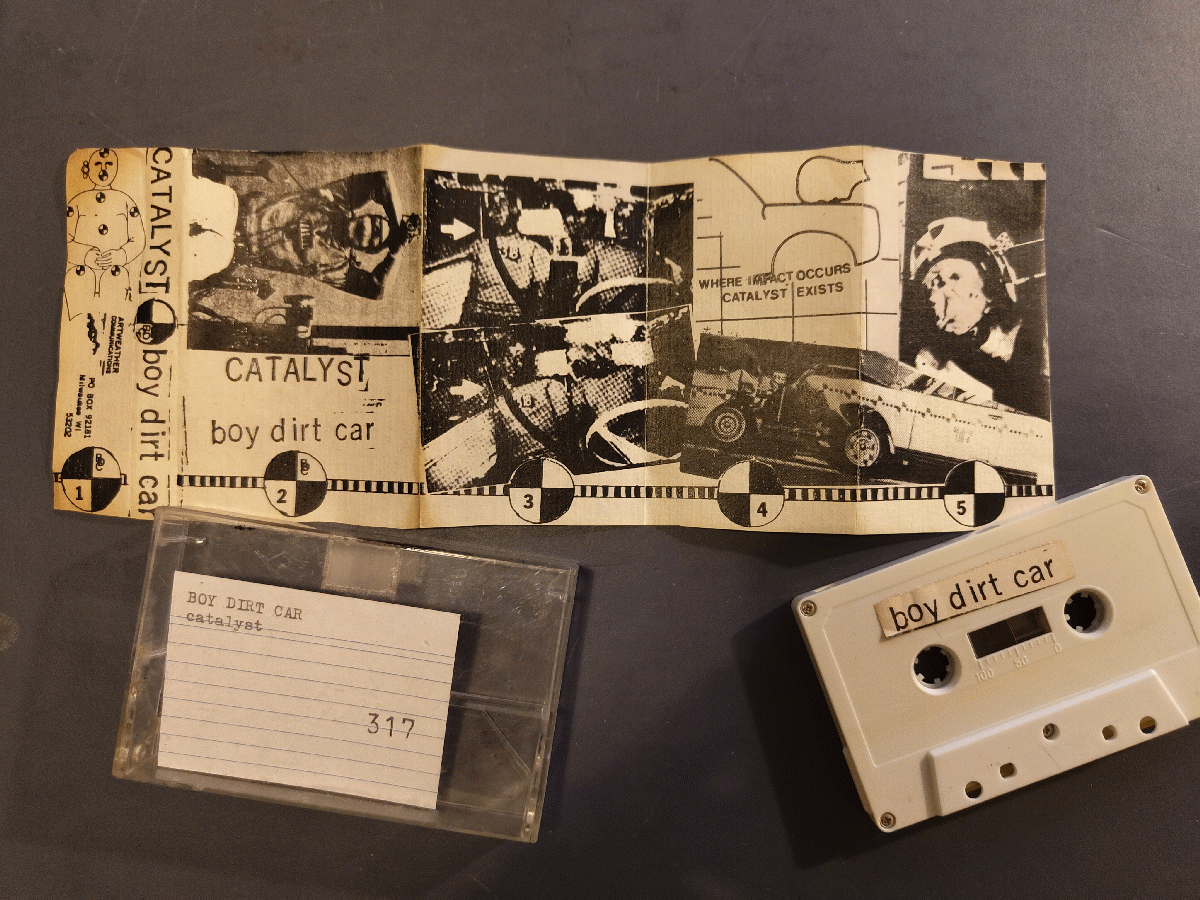 ARTWEATHER
COMMUNICATIONS
PO BOX 92181
Milwaukee WI
53202
1
CATALYST
boy dirt car
CATALYST
boy dirt car
2
3
WHERE IMPACT OCCURS
CATALYST EXISTS
4
5
BOY DIRT CAR
catalyst
317
boy dirt car
100 50 0